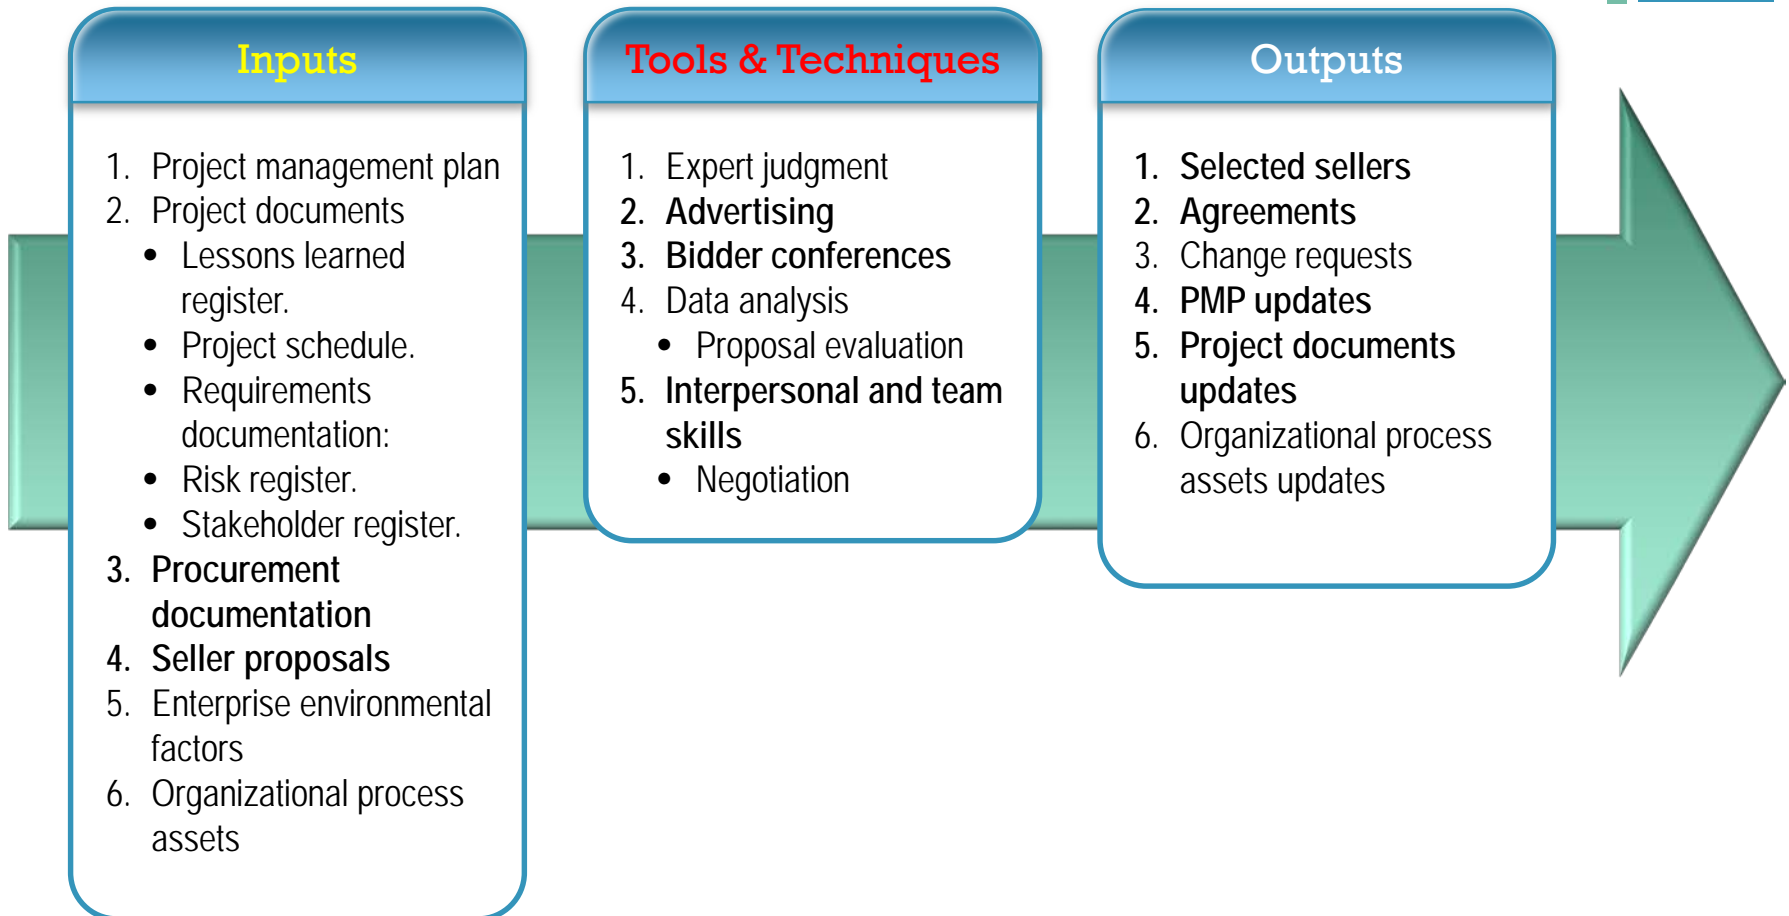 Inputs
1. Project management plan
2. Project documents
• Lessons learned
register.
• Project schedule.
• Requirements
documentation:
• Risk register.
• Stakeholder register.
3. Procurement
documentation
4. Seller proposals
5. Enterprise environmental
factors
6. Organizational process
assets
Tools & Techniques
1. Expert judgment
2. Advertising
3. Bidder conferences
4. Data analysis
• Proposal evaluation
5. Interpersonal and team
skills
• Negotiation
Outputs
1. Selected sellers
2. Agreements
3. Change requests
4. PMP updates
5. Project documents
updates
6. Organizational process
assets updates